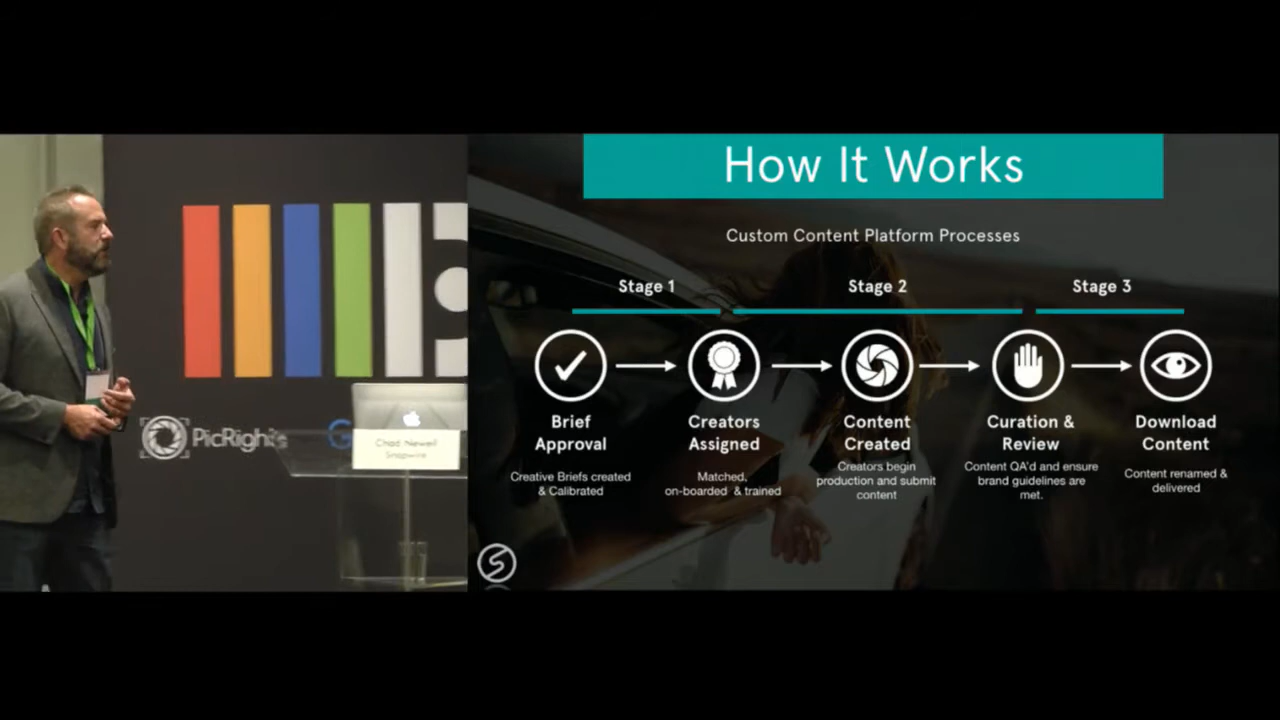 How It Works
Custom Content Platform Processes
Stage 1
Stage 2
Stage 3
Brief
Approval
Creative Briefs created
& Calibrated
Creators
Assigned
Matched,
on-boarded & trained
Content
Created
Creators begin
production and submit
content
Curation &
Review
Content QA'd and ensure
brand guidelines are
met.
Download
Content
Content renamed &
delivered
PicRights
G
Chad Newell
Snapwire